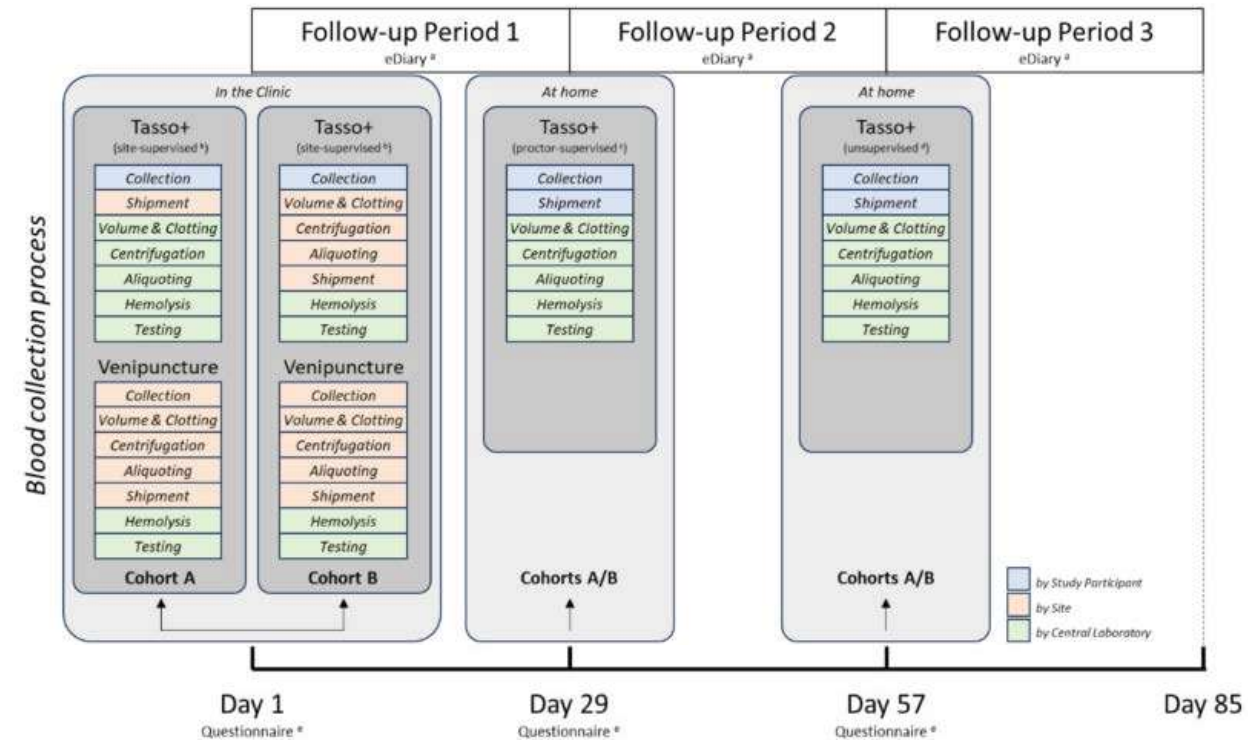 Follow-up Period 1
eDiary ª
Follow-up Period 2
eDiary ª
Follow-up Period 3
eDiary ª
Blood collection process
In the Clinic
Tasso+
(site-supervised ᵇ)
Collection
Shipment
Volume & Clotting
Centrifugation
Aliquoting
Hemolysis
Testing
Venipuncture
Collection
Volume & Clotting
Centrifugation
Aliquoting
Shipment
Hemolysis
Testing
Cohort A
Tasso+
(site-supervised ᵇ)
Collection
Volume & Clotting
Centrifugation
Aliquoting
Shipment
Hemolysis
Testing
Venipuncture
Collection
Volume & Clotting
Centrifugation
Aliquoting
Shipment
Hemolysis
Testing
Cohort B
At home
Tasso+
(proctor-supervised ᶜ)
Collection
Shipment
Volume & Clotting
Centrifugation
Aliquoting
Hemolysis
Testing
Cohorts A/B
At home
Tasso+
(unsupervised ᵈ)
Collection
Shipment
Volume & Clotting
Centrifugation
Aliquoting
Hemolysis
Testing
Cohorts A/B
by Study Participant
by Site
by Central Laboratory
Day 1
Questionnaire ᵉ
Day 29
Questionnaire ᵉ
Day 57
Questionnaire ᵉ
Day 85